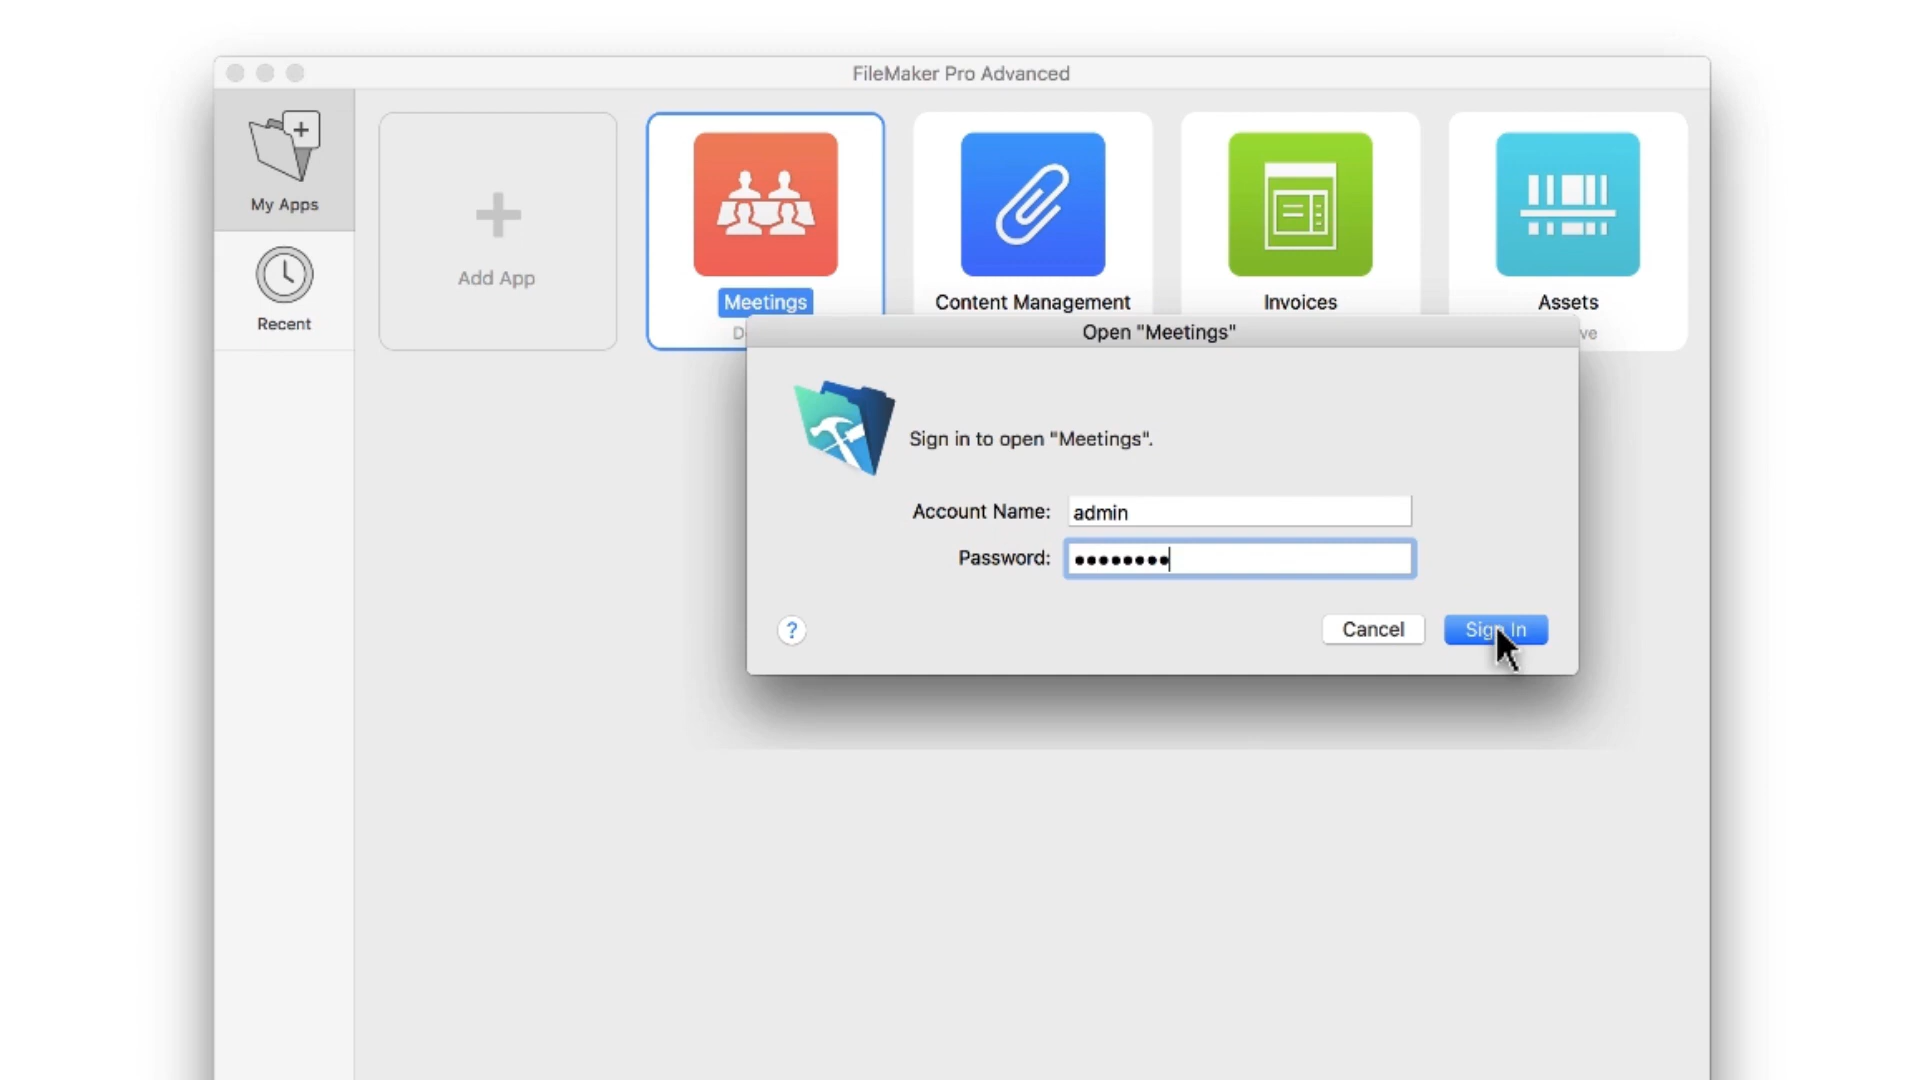 FileMaker Pro Advanced
My Apps
Recent
Add App
Meetings
Content Management
Invoices
Assets
Open "Meetings"
Sign in to open "Meetings".
Account Name: admin
Password: ••••••••
?
Cancel
Sign In